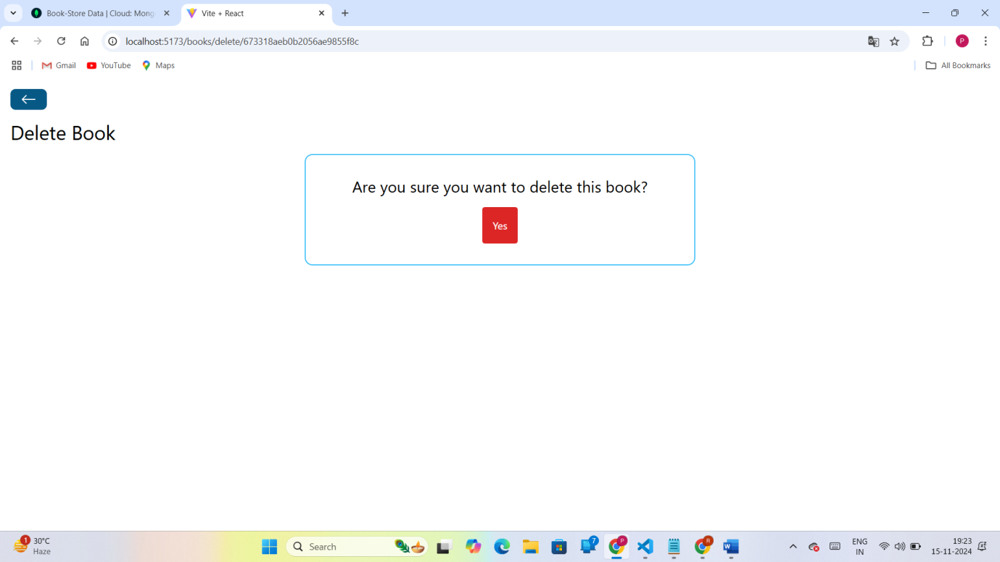 Book-Store Data | Cloud: Mong
Vite + React
localhost:5173/books/delete/673318aeb0b2056ae9855f8c
P
Gmail
YouTube
Maps
All Bookmarks
Delete Book
Are you sure you want to delete this book?
Yes
1
30°C
Haze
Search
7
P
R
W
ENG
IN
19:23
15-11-2024